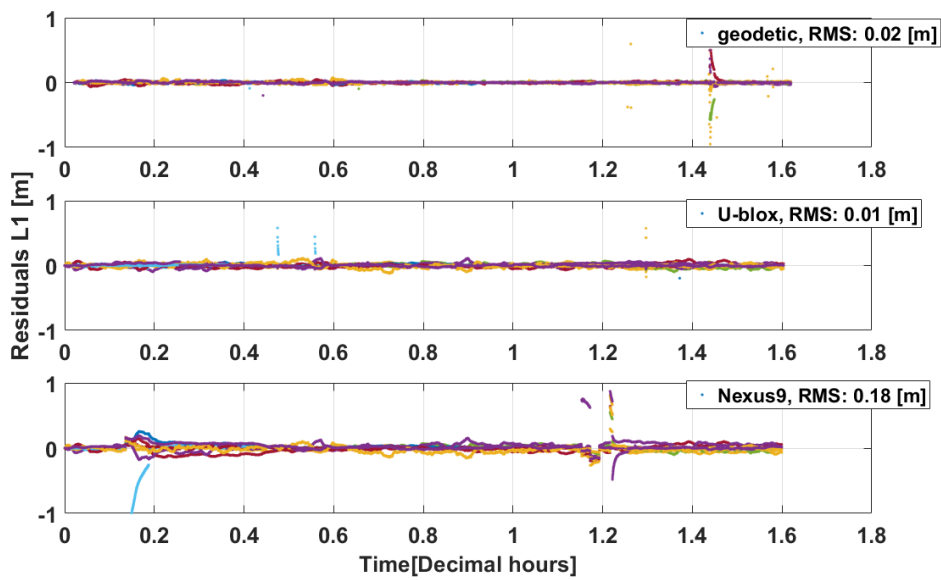 1
geodetic, RMS: 0.02 [m]
0
-1
0 0.2 0.4 0.6 0.8 1 1.2 1.4 1.6 1.8
1
U-blox, RMS: 0.01 [m]
0
-1
0 0.2 0.4 0.6 0.8 1 1.2 1.4 1.6 1.8
Residuals L1 [m]
1
Nexus9, RMS: 0.18 [m]
0
-1
0 0.2 0.4 0.6 0.8 1 1.2 1.4 1.6 1.8
Time[Decimal hours]